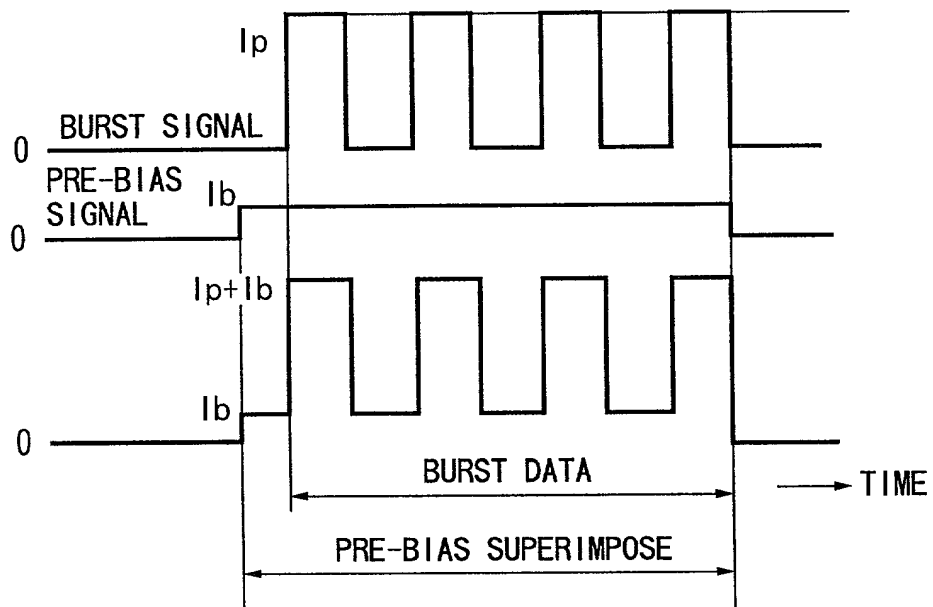 Ip
BURST SIGNAL
0
PRE-BIAS
SIGNAL
Ib
0
Ip+Ib
Ib
0
BURST DATA
TIME
PRE-BIAS SUPERIMPOSE